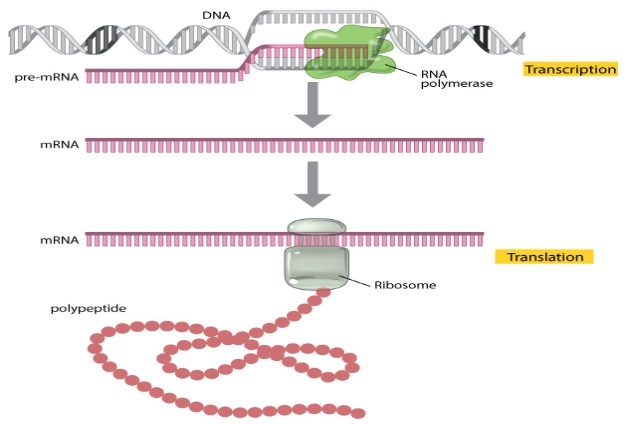 DNA
pre-mRNA
RNA
polymerase
Transcription
mRNA
mRNA
Translation
Ribosome
polypeptide